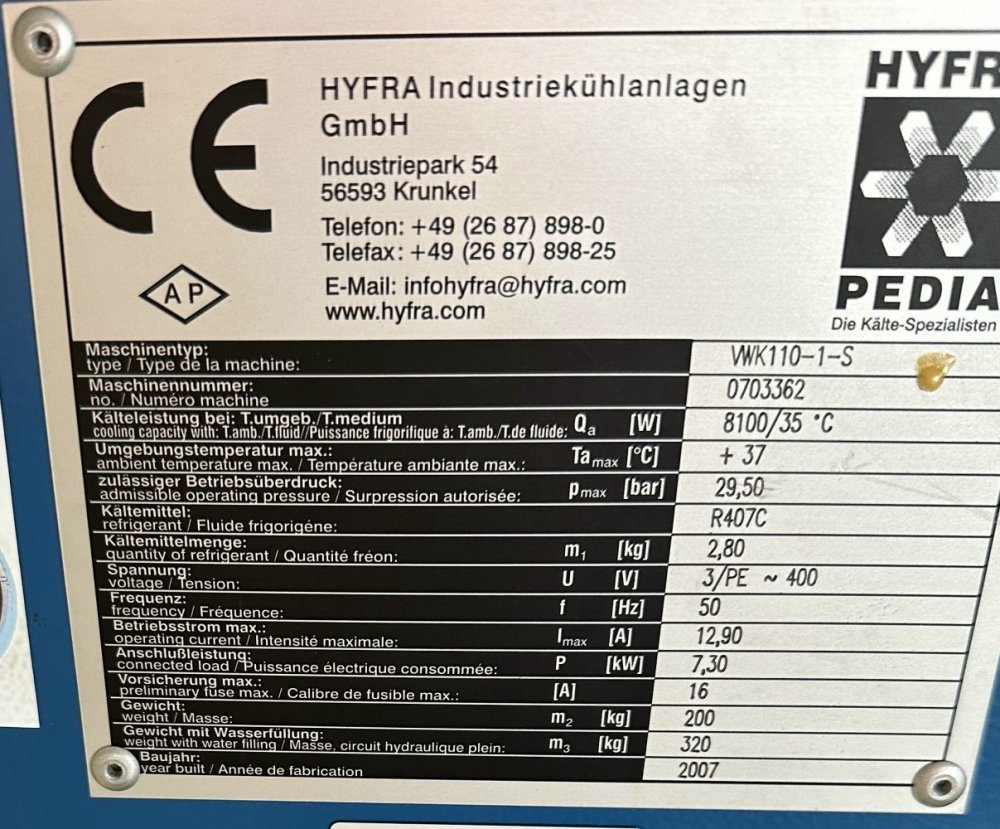 CE
HYFRA Industriekühlanlagen
GmbH
Industriepark 54
56593 Krunkel
Telefon: +49 (26 87) 898-0
Telefax: +49 (26 87) 898-25
E-Mail: infohyfra@hyfra.com
www.hyfra.com
AP
HYFR
PEDIA
Die Kälte-Spezialisten
Maschinentyp:
type / Type de la machine: VWK110-1-S
Maschinennummer:
no. / Numéro machine 0703362
Kälteleistung bei: T.umgeb./T.medium
cooling capacity with: T.amb./T.fluid//Puissance frigorifique à: T.amb./T.de fluide: Qa [W] 8100/35 °C
Umgebungstemperatur max.:
ambient temperature max. / Température ambiante max.: Ta max [°C] + 37
zulässiger Betriebsüberdruck:
admissible operating pressure / Surpression autorisée: pmax [bar] 29,50
Kältemittel:
refrigerant / Fluide frigorigéne: R407C
Kältemittelmenge:
quantity of refrigerant / Quantité fréon: m1 [kg] 2,80
Spannung:
voltage / Tension: U [V] 3/PE ~ 400
Frequenz:
frequency / Fréquence: f [Hz] 50
Betriebsstrom max.:
operating current / Intensité maximale: Imax [A] 12,90
Anschlußleistung:
connected load / Puissance électrique consommée: P [kW] 7,30
Vorsicherung max.:
preliminary fuse max. / Calibre de fusible max.: [A] 16
Gewicht:
weight / Masse: m2 [kg] 200
Gewicht mit Wasserfüllung:
weight with water filling / Masse, circuit hydraulique plein: m3 [kg] 320
Baujahr:
year built / Année de fabrication 2007